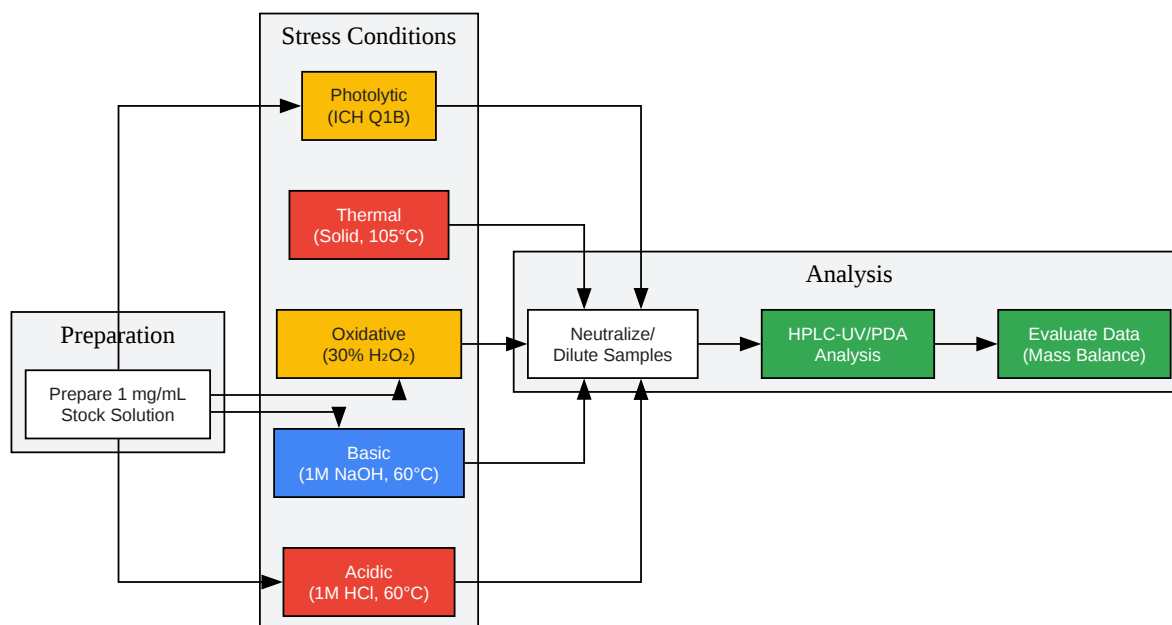 Stress Conditions
Photolytic
(ICH Q1B)
Thermal
(Solid, 105°C)
Analysis
Preparation
Oxidative
(30% H₂O₂)
Neutralize/
Dilute Samples
HPLC-UV/PDA
Analysis
Evaluate Data
(Mass Balance)
Prepare 1 mg/mL
Stock Solution
Basic
(1M NaOH, 60°C)
Acidic
(1M HCl, 60°C)